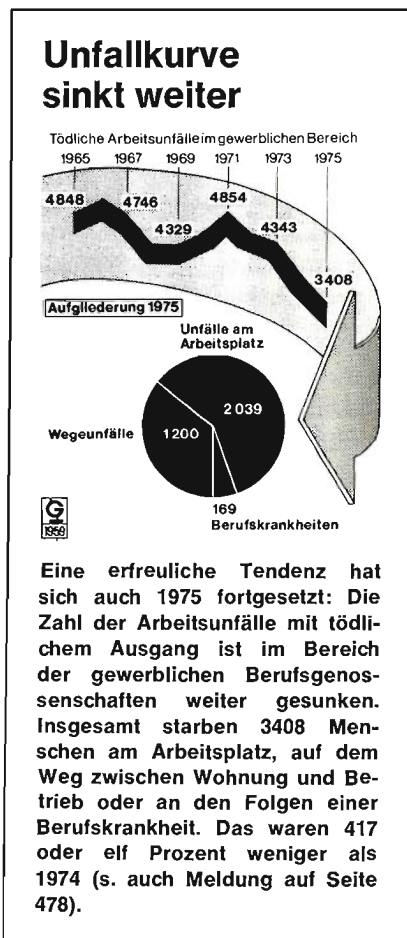 Unfallkurve
sinkt weiter
Tödliche Arbeitsunfälle im gewerblichen Bereich
1965 1967 1969 1971 1973 1975
4848 4746 4329 4854 4343 3408
Aufgliederung 1975
Unfälle am
Arbeitsplatz
2 039
Wegeunfälle
1200
169
Berufskrankheiten
G
1959
Eine erfreuliche Tendenz hat
sich auch 1975 fortgesetzt: Die
Zahl der Arbeitsunfälle mit tödli-
chem Ausgang ist im Bereich
der gewerblichen Berufsgenos-
senschaften weiter gesunken.
Insgesamt starben 3408 Men-
schen am Arbeitsplatz, auf dem
Weg zwischen Wohnung und Be-
trieb oder an den Folgen einer
Berufskrankheit. Das waren 417
oder elf Prozent weniger als
1974 (s. auch Meldung auf Seite
478).